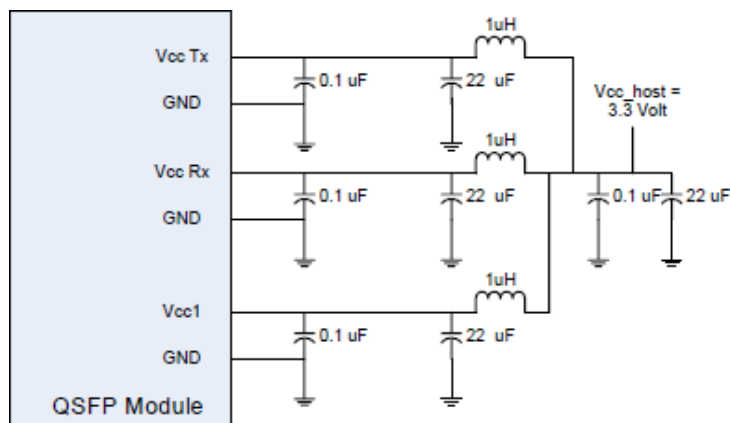 1uH
Vcc Tx
0.1 uF
22 uF
GND
Vcc_host =
3.3 Volt
1uH
Vcc Rx
0.1 uF
22 uF
0.1 uF
22 uF
GND
1uH
Vcc1
0.1 uF
22 uF
GND
QSFP Module